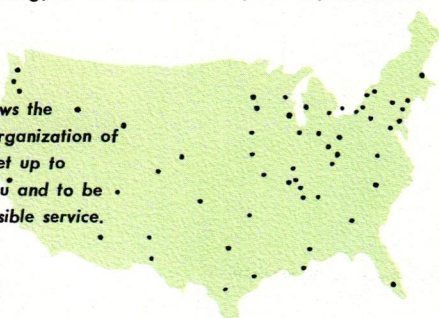 ws the
rganization of
et up to
u and to be
sible service.